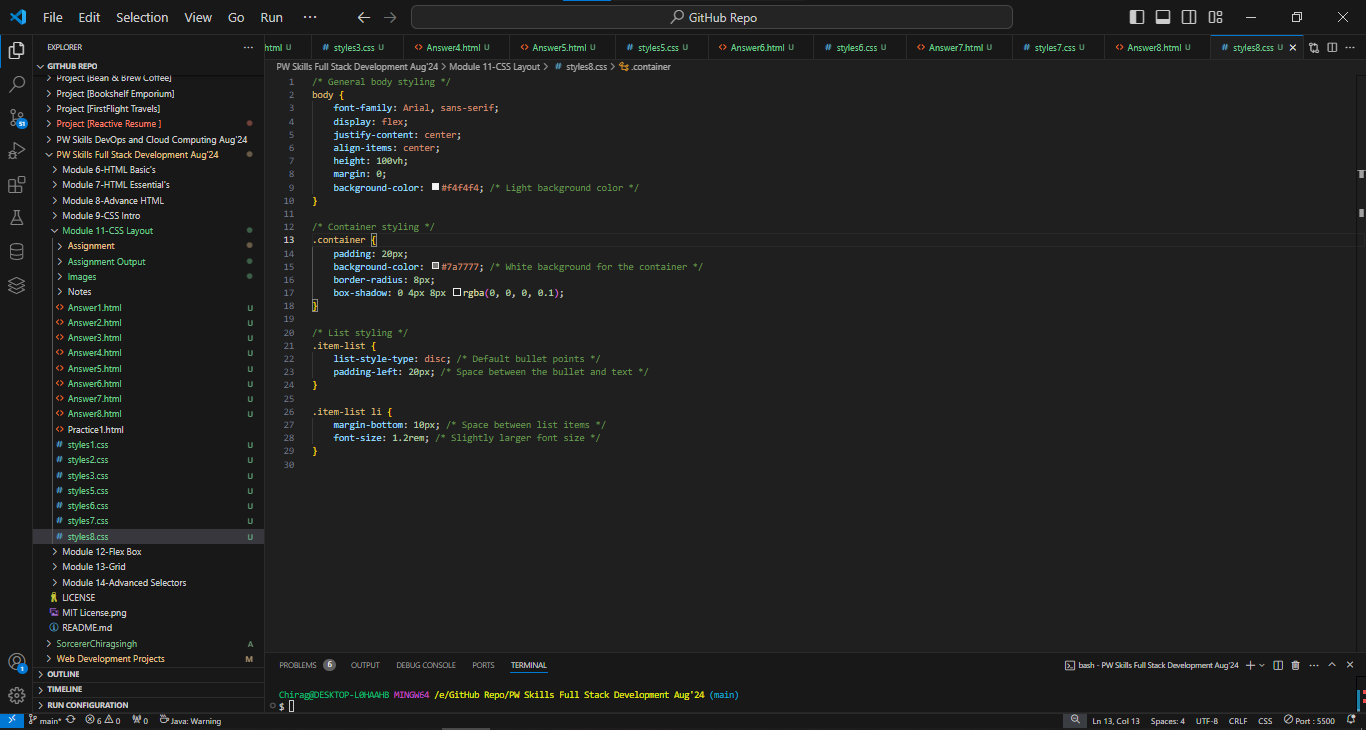 File Edit Selection View Go Run ··· GitHub Repo
EXPLORER ···
GITHUB REPO
Project [Bean & Brew Coffee]
Project [Bookshelf Emporium]
Project [FirstFlight Travels]
Project [Reactive Resume ]
PW Skills DevOps and Cloud Computing Aug'24
PW Skills Full Stack Development Aug'24
Module 6-HTML Basic's
Module 7-HTML Essential's
Module 8-Advance HTML
Module 9-CSS Intro
Module 11-CSS Layout
Assignment
Assignment Output
Images
Notes
Answer1.html U
Answer2.html U
Answer3.html U
Answer4.html U
Answer5.html U
Answer6.html U
Answer7.html U
Answer8.html U
Practice1.html
# styles1.css U
# styles2.css U
# styles3.css U
# styles5.css U
# styles6.css U
# styles7.css U
# styles8.css U
Module 12-Flex Box
Module 13-Grid
Module 14-Advanced Selectors
LICENSE
MIT License.png
README.md
SorcererChiragsingh A
Web Development Projects M
OUTLINE
TIMELINE
RUN CONFIGURATION
html U # styles3.css U <> Answer4.html U <> Answer5.html U # styles5.css U <> Answer6.html U # styles6.css U <> Answer7.html U # styles7.css U <> Answer8.html U # styles8.css U
PW Skills Full Stack Development Aug'24 > Module 11-CSS Layout > # styles8.css > .container
1 /* General body styling */
2 body {
3 font-family: Arial, sans-serif;
4 display: flex;
5 justify-content: center;
6 align-items: center;
7 height: 100vh;
8 margin: 0;
9 background-color: #f4f4f4; /* Light background color */
10 }
11
12 /* Container styling */
13 .container {
14 padding: 20px;
15 background-color: #7a7777; /* White background for the container */
16 border-radius: 8px;
17 box-shadow: 0 4px 8px rgba(0, 0, 0, 0.1);
18 }
19
20 /* List styling */
21 .item-list {
22 list-style-type: disc; /* Default bullet points */
23 padding-left: 20px; /* Space between the bullet and text */
24 }
25
26 .item-list li {
27 margin-bottom: 10px; /* Space between list items */
28 font-size: 1.2rem; /* Slightly larger font size */
29 }
30
PROBLEMS 6 OUTPUT DEBUG CONSOLE PORTS TERMINAL bash - PW Skills Full Stack Development Aug'24
Chirag@DESKTOP-L0HAAHB MINGW64 /e/GitHub Repo/PW Skills Full Stack Development Aug'24 (main)
$
51
1
main* 6 0 0 Java: Warning Ln 13, Col 13 Spaces: 4 UTF-8 CRLF CSS Port : 5500